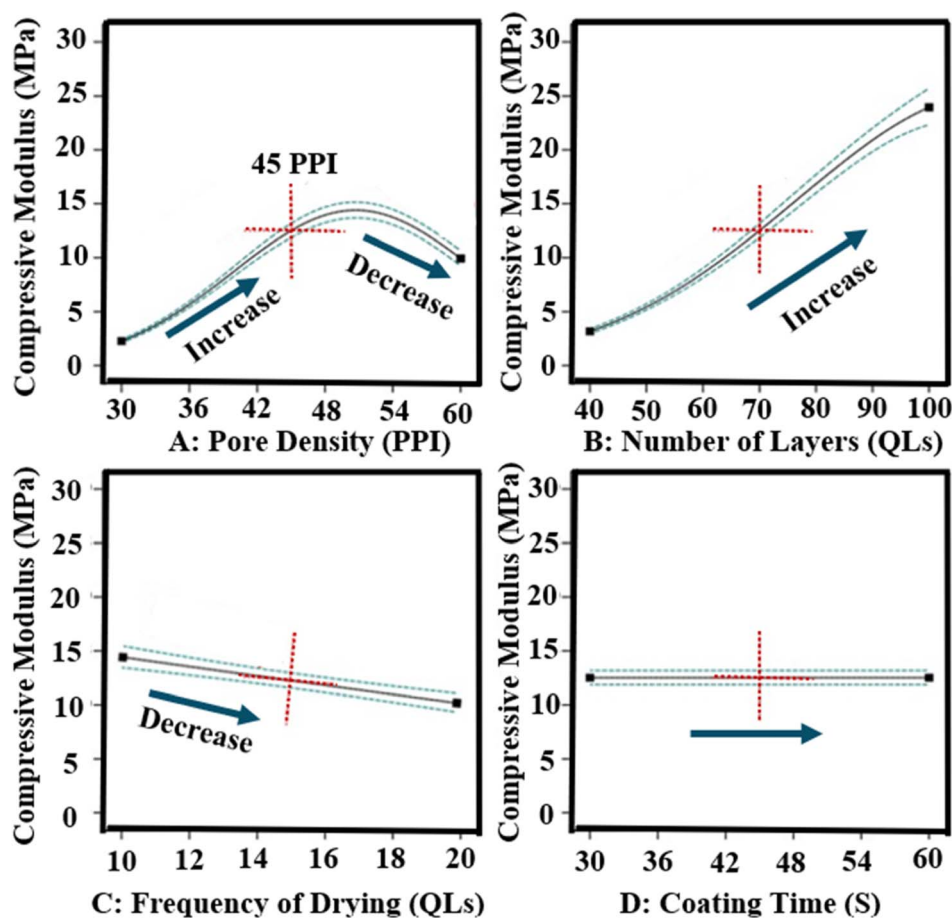 Compressive Modulus (MPa)
30
25
20
15
10
5
0
45 PPI
Increase
Decrease
30 36 42 48 54 60
A: Pore Density (PPI)
Compressive Modulus (MPa)
30
25
20
15
10
5
0
Increase
40 50 60 70 80 90 100
B: Number of Layers (QLs)
Compressive Modulus (MPa)
30
25
20
15
10
5
0
Decrease
10 12 14 16 18 20
C: Frequency of Drying (QLs)
Compressive Modulus (MPa)
30
25
20
15
10
5
0
30 36 42 48 54 60
D: Coating Time (S)